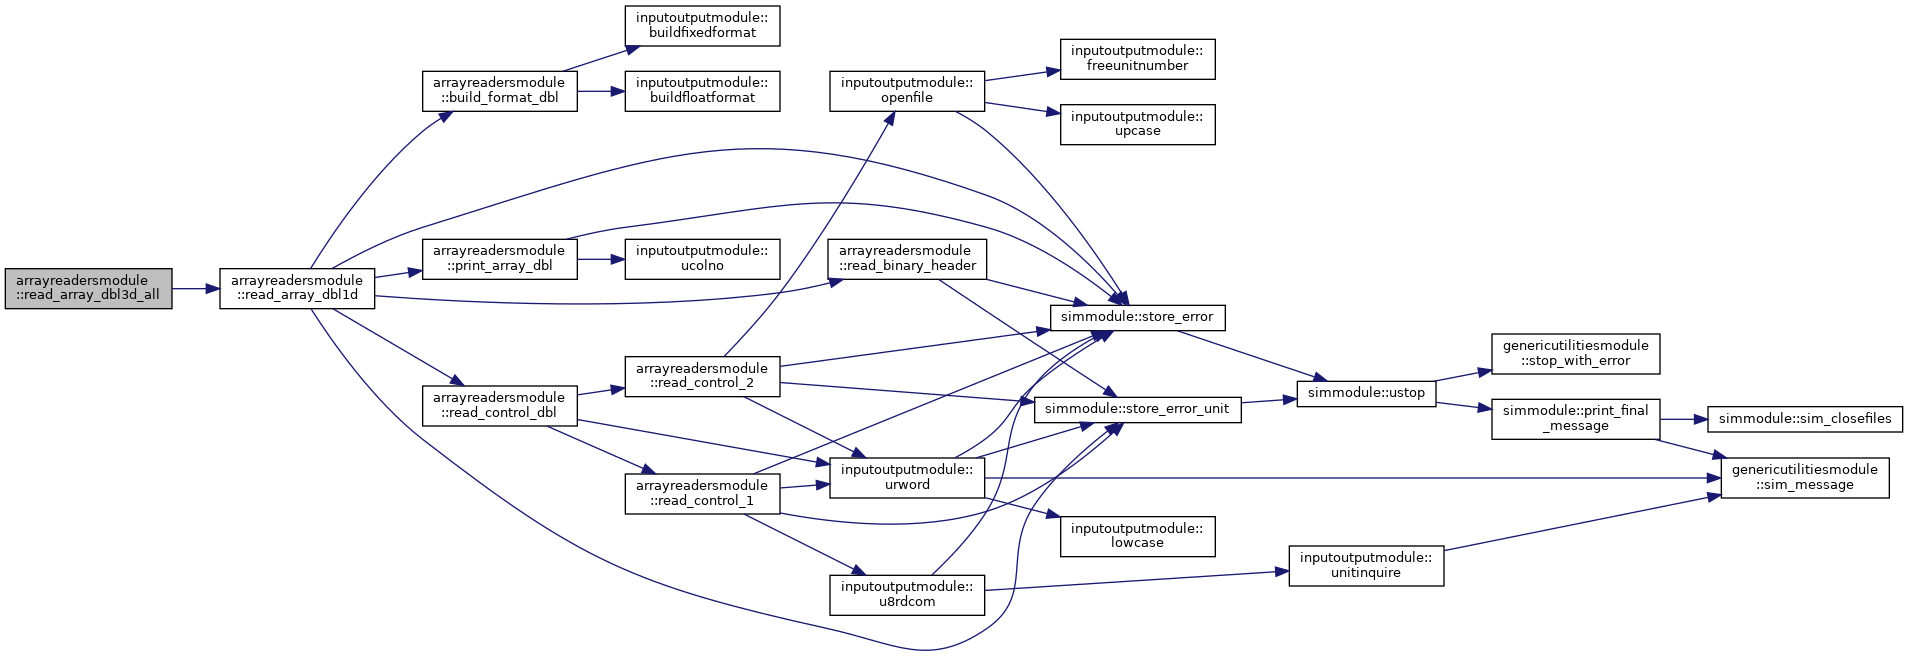 inputoutputmodule::
buildfixedformat
arrayreadersmodule
::build_format_dbl
inputoutputmodule::
buildfloatformat
inputoutputmodule::
openfile
inputoutputmodule::
freeunitnumber
inputoutputmodule::
upcase
arrayreadersmodule
::read_array_dbl3d_all
arrayreadersmodule
::read_array_dbl1d
arrayreadersmodule
::print_array_dbl
inputoutputmodule::
ucolno
arrayreadersmodule
::read_binary_header
simmodule::store_error
arrayreadersmodule
::read_control_dbl
arrayreadersmodule
::read_control_2
simmodule::store_error_unit
simmodule::ustop
genericutilitiesmodule
::stop_with_error
simmodule::print_final
_message
simmodule::sim_closefiles
arrayreadersmodule
::read_control_1
inputoutputmodule::
urword
genericutilitiesmodule
::sim_message
inputoutputmodule::
lowcase
inputoutputmodule::
u8rdcom
inputoutputmodule::
unitinquire